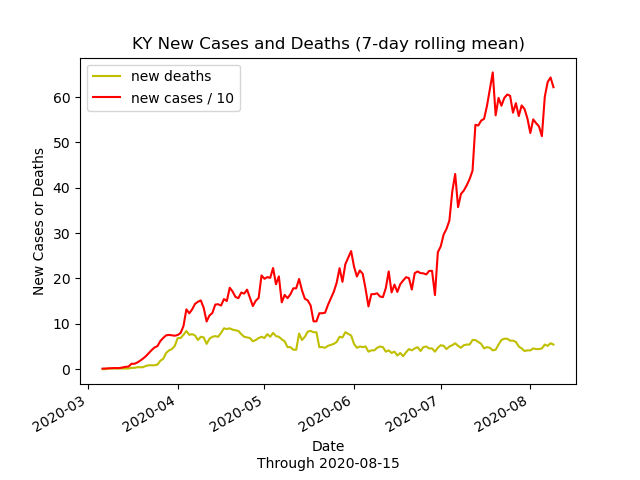 KY New Cases and Deaths (7-day rolling mean)
new deaths
new cases / 10
New Cases or Deaths
60
50
40
30
20
10
0
2020-03
2020-04
2020-05
2020-06
2020-07
2020-08
Date
Through 2020-08-15